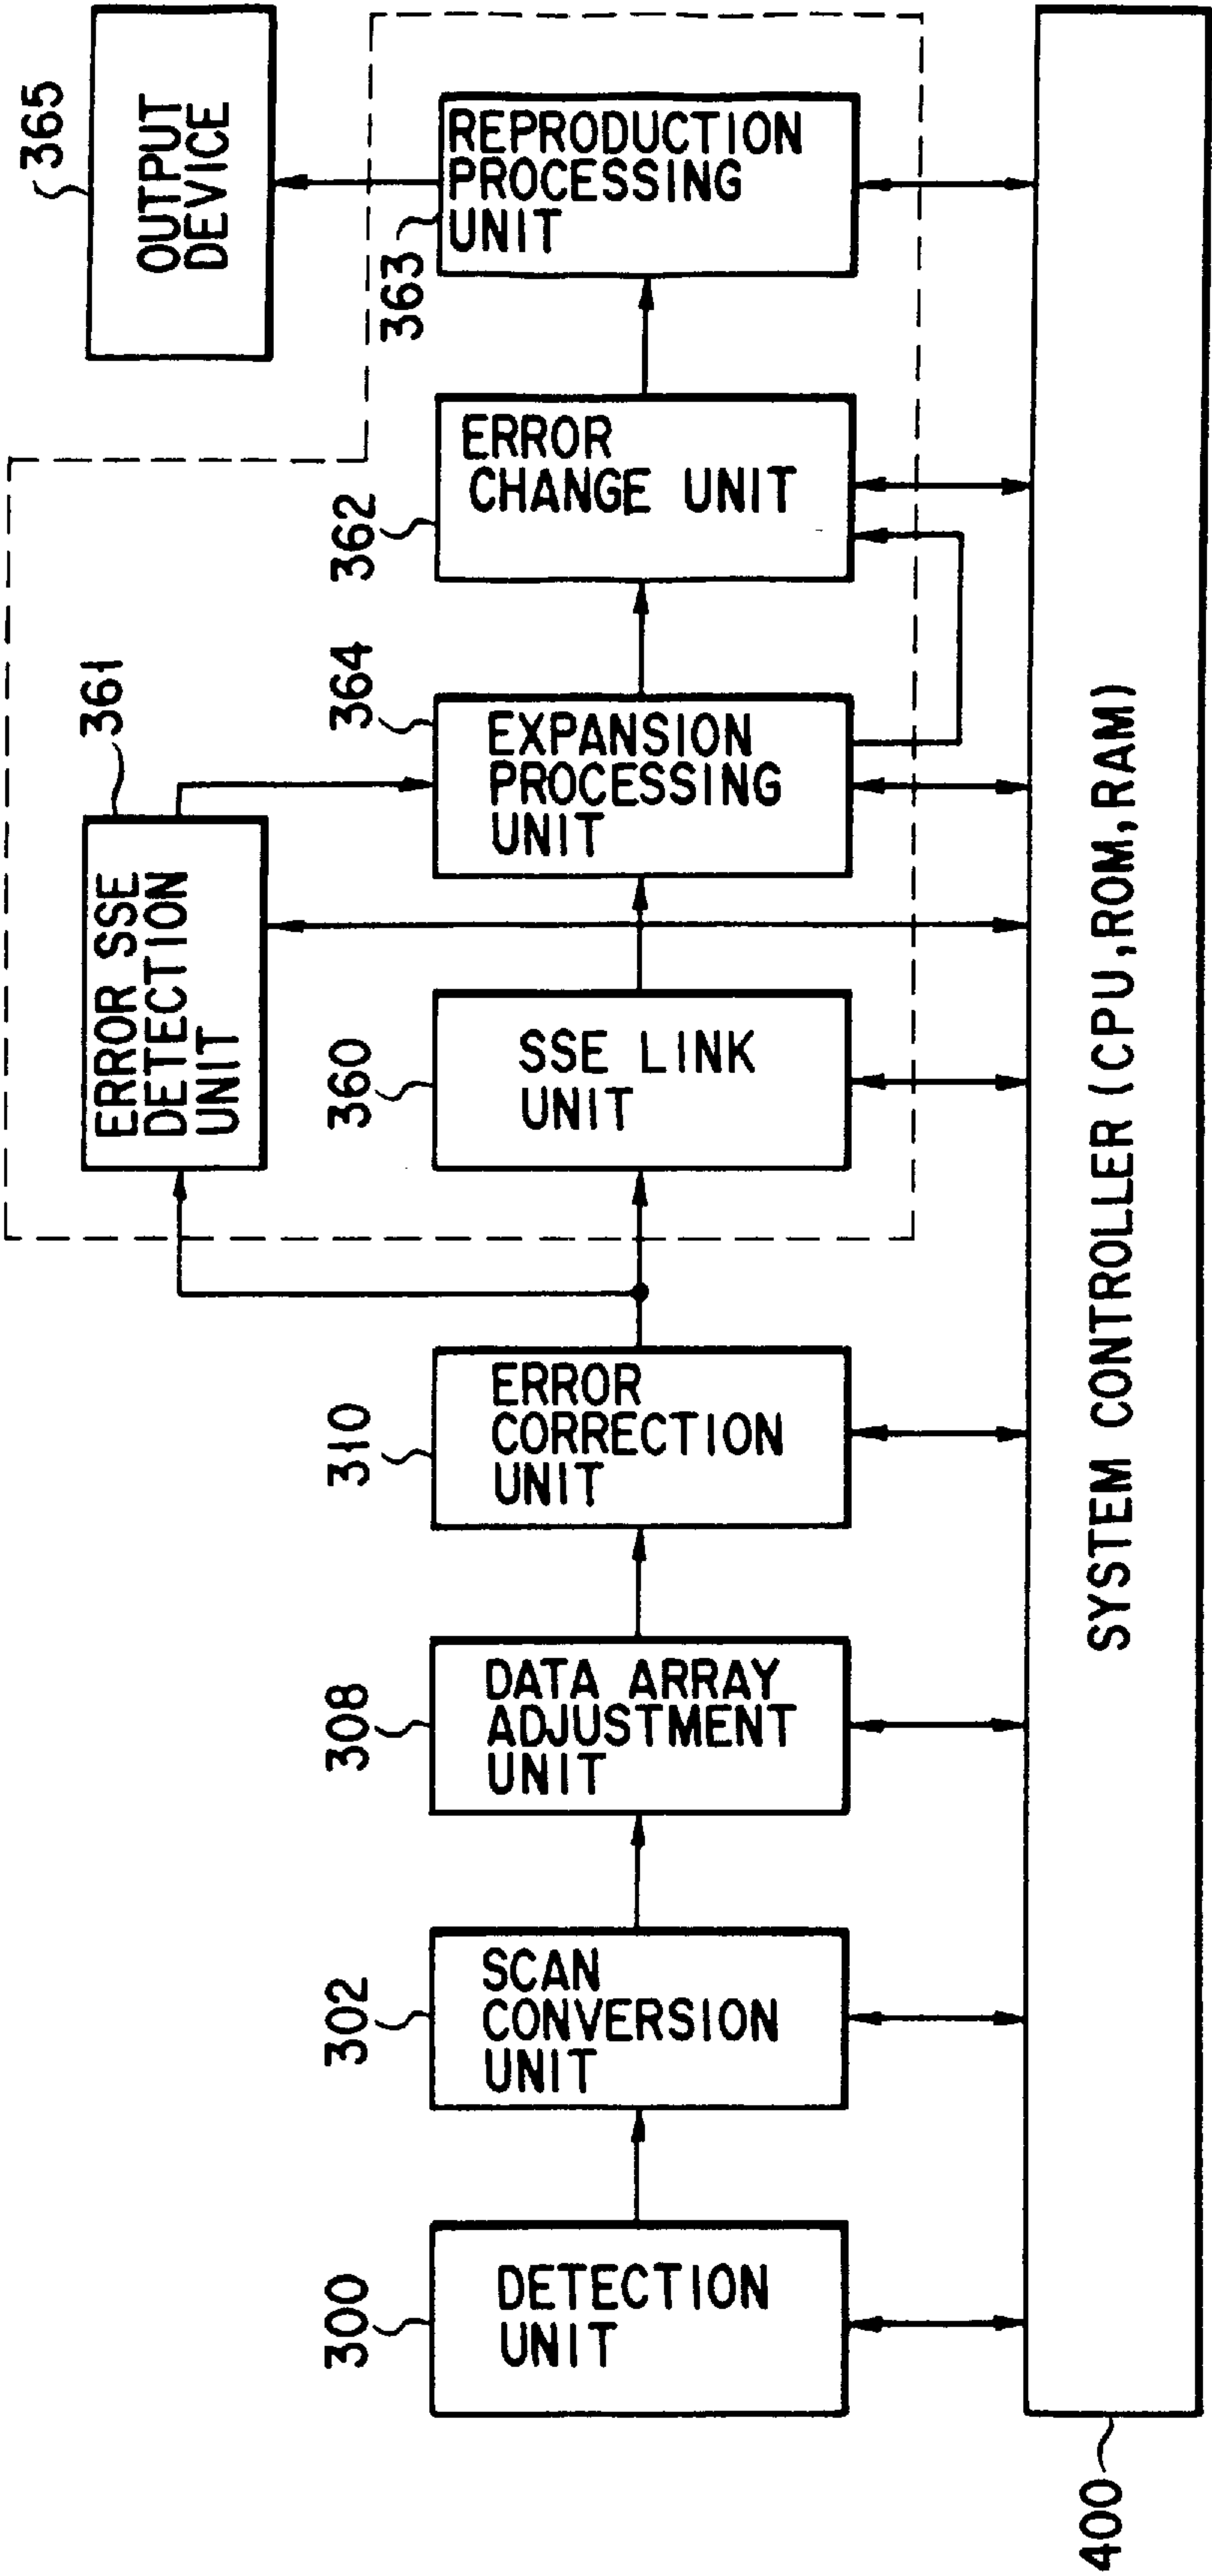 365
OUTPUT
DEVICE
361
ERROR SSE
DETECTION
UNIT
300
DETECTION
UNIT
302
SCAN
CONVERSION
UNIT
308
DATA ARRAY
ADJUSTMENT
UNIT
310
ERROR
CORRECTION
UNIT
360
SSE LINK
UNIT
364
EXPANSION
PROCESSING
UNIT
362
ERROR
CHANGE UNIT
363
REPRODUCTION
PROCESSING
UNIT
400
SYSTEM CONTROLLER (CPU,ROM,RAM)